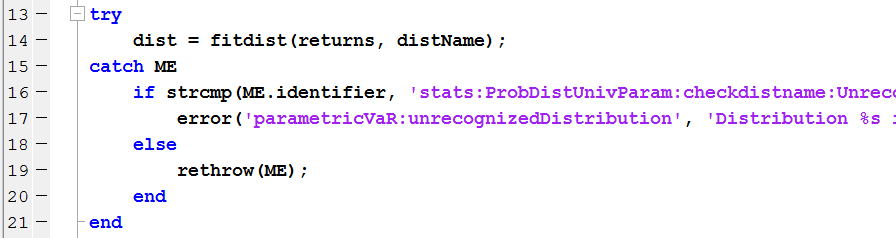 13 – try
14 – dist = fitdist(returns, distName);
15 – catch ME
16 – if strcmp(ME.identifier, 'stats:ProbDistUnivParam:checkdistname:Unrec
17 – error('parametricVaR:unrecognizedDistribution', 'Distribution %s i
18 – else
19 – rethrow(ME);
20 – end
21 – end